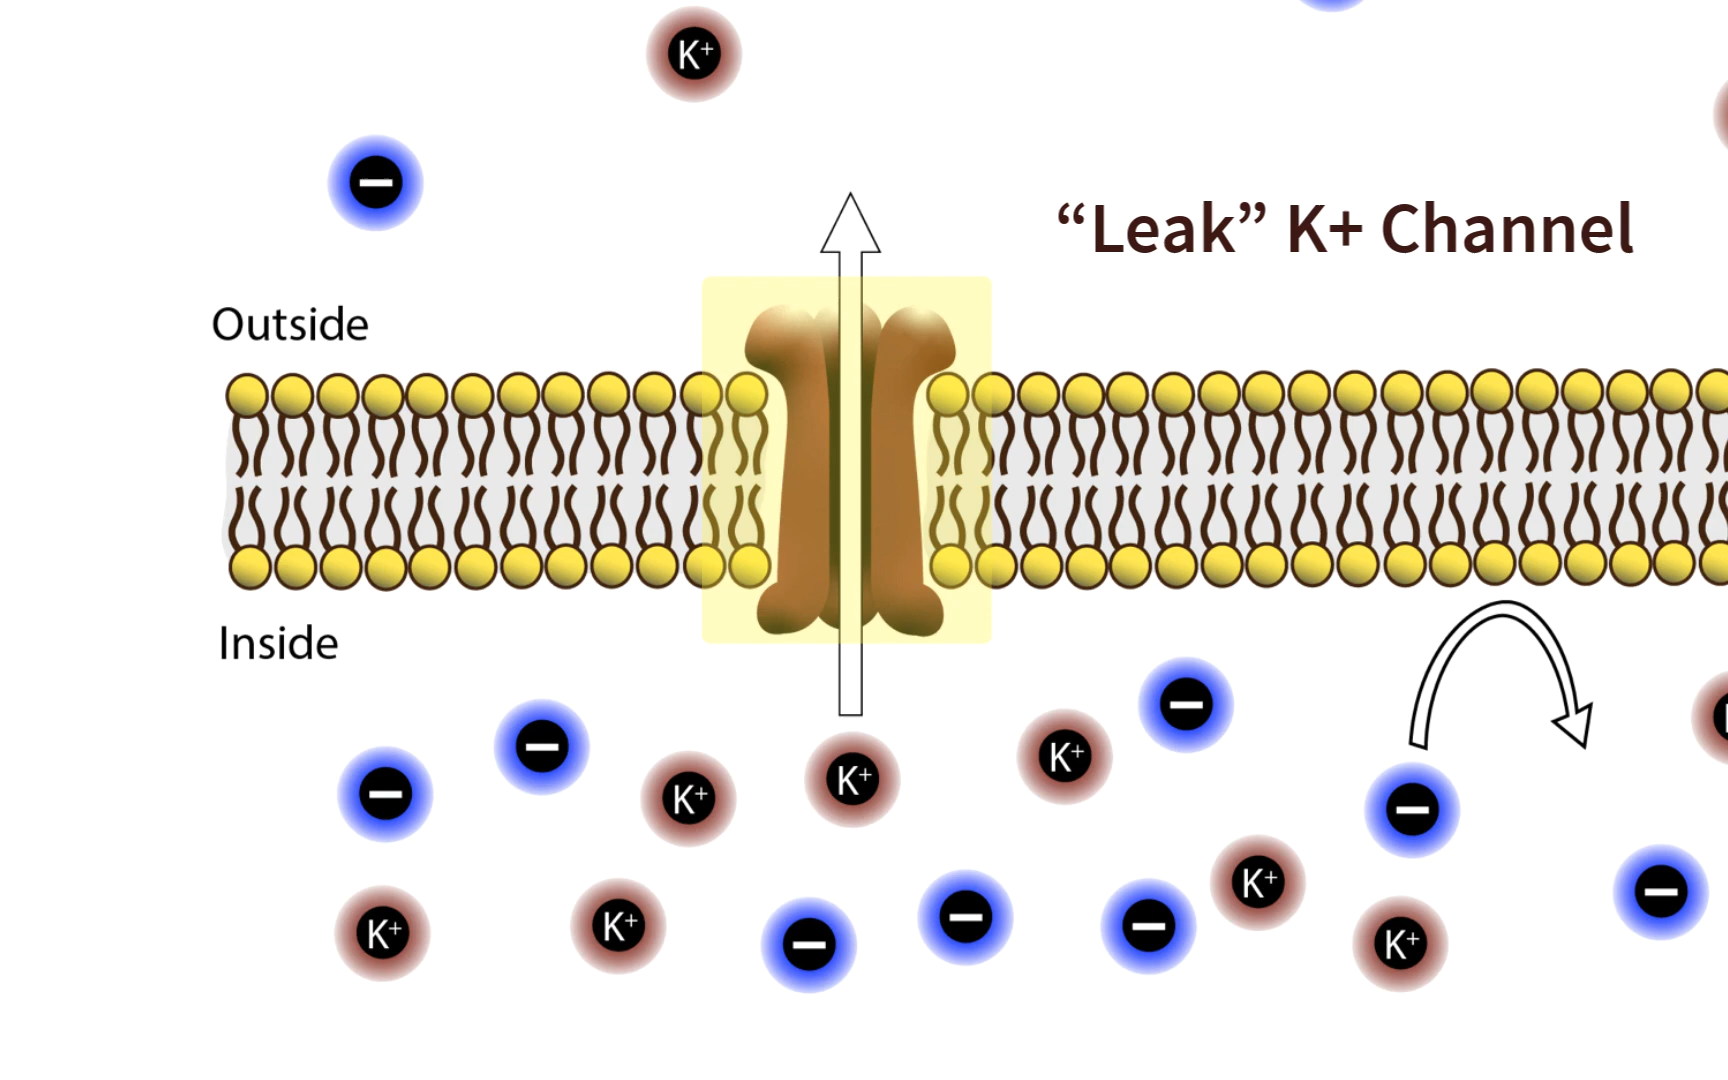 K+
“Leak” K+ Channel
Outside
Inside
K+
K+
K+
K+
K+
K+
K+